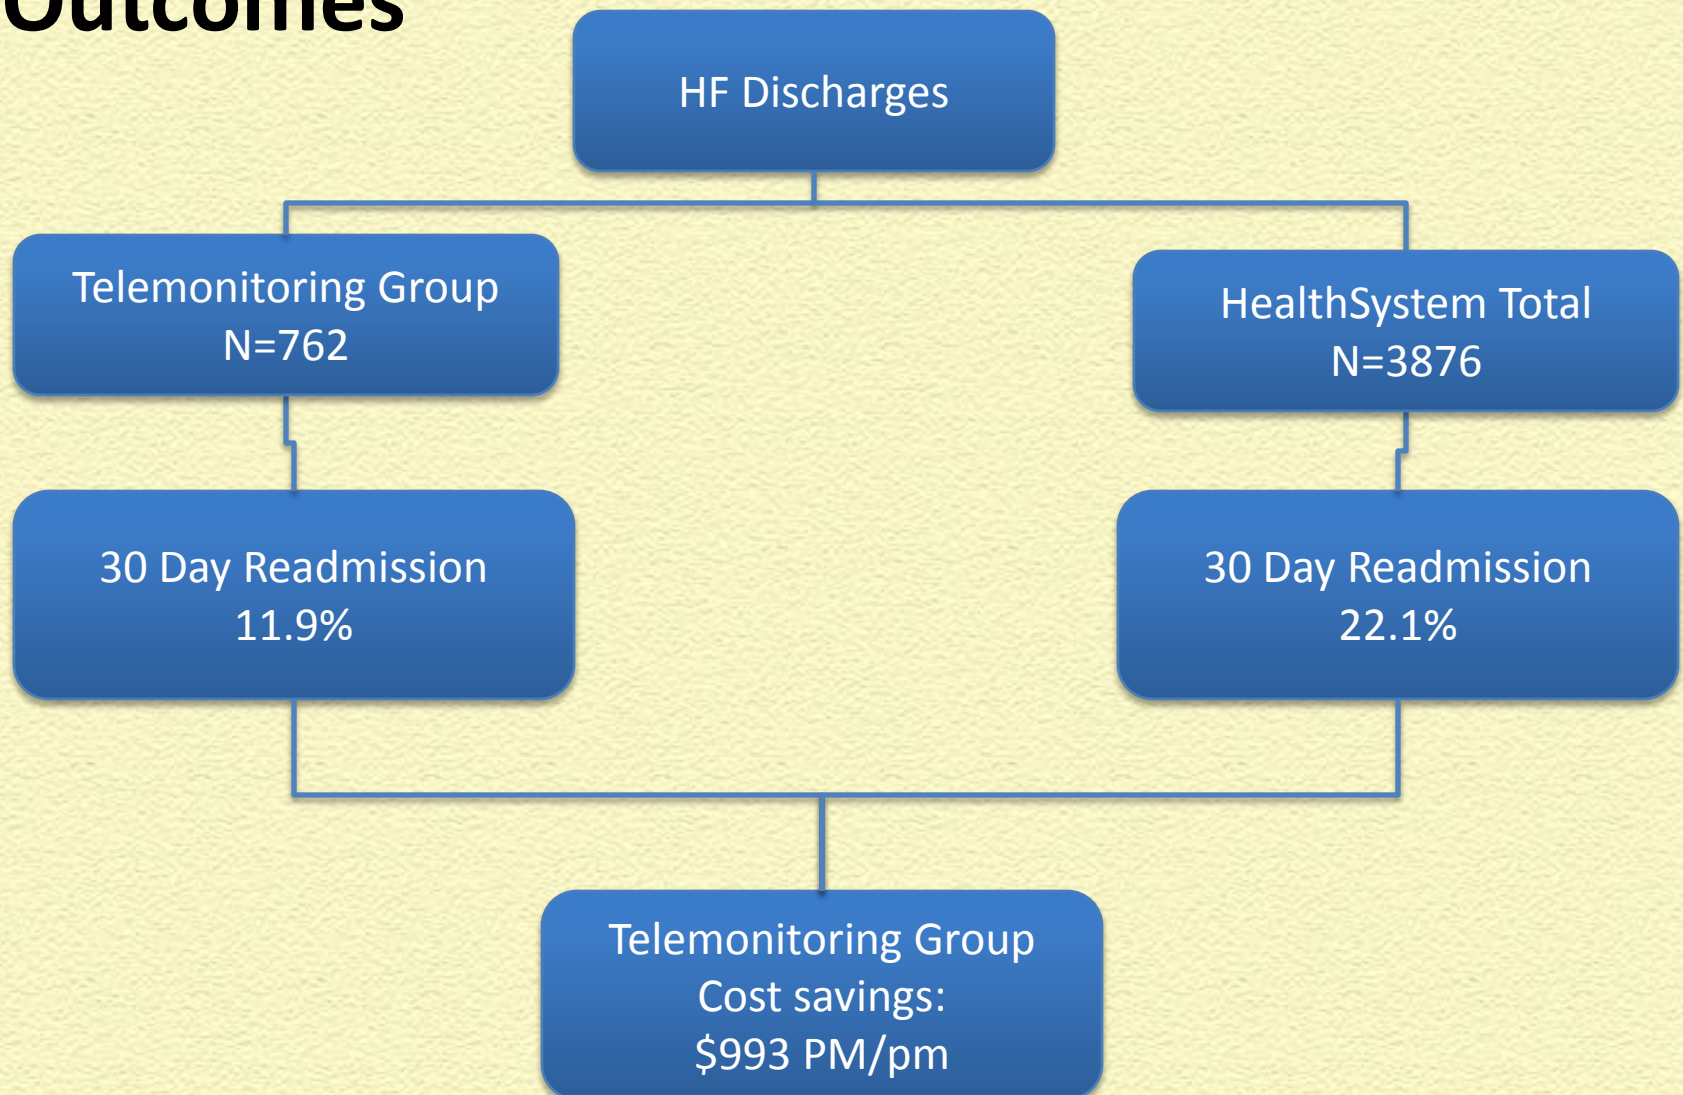 Outcomes
HF Discharges
Telemonitoring Group
N=762
HealthSystem Total
N=3876
30 Day Readmission
11.9%
30 Day Readmission
22.1%
Telemonitoring Group
Cost savings:
$993 PM/pm